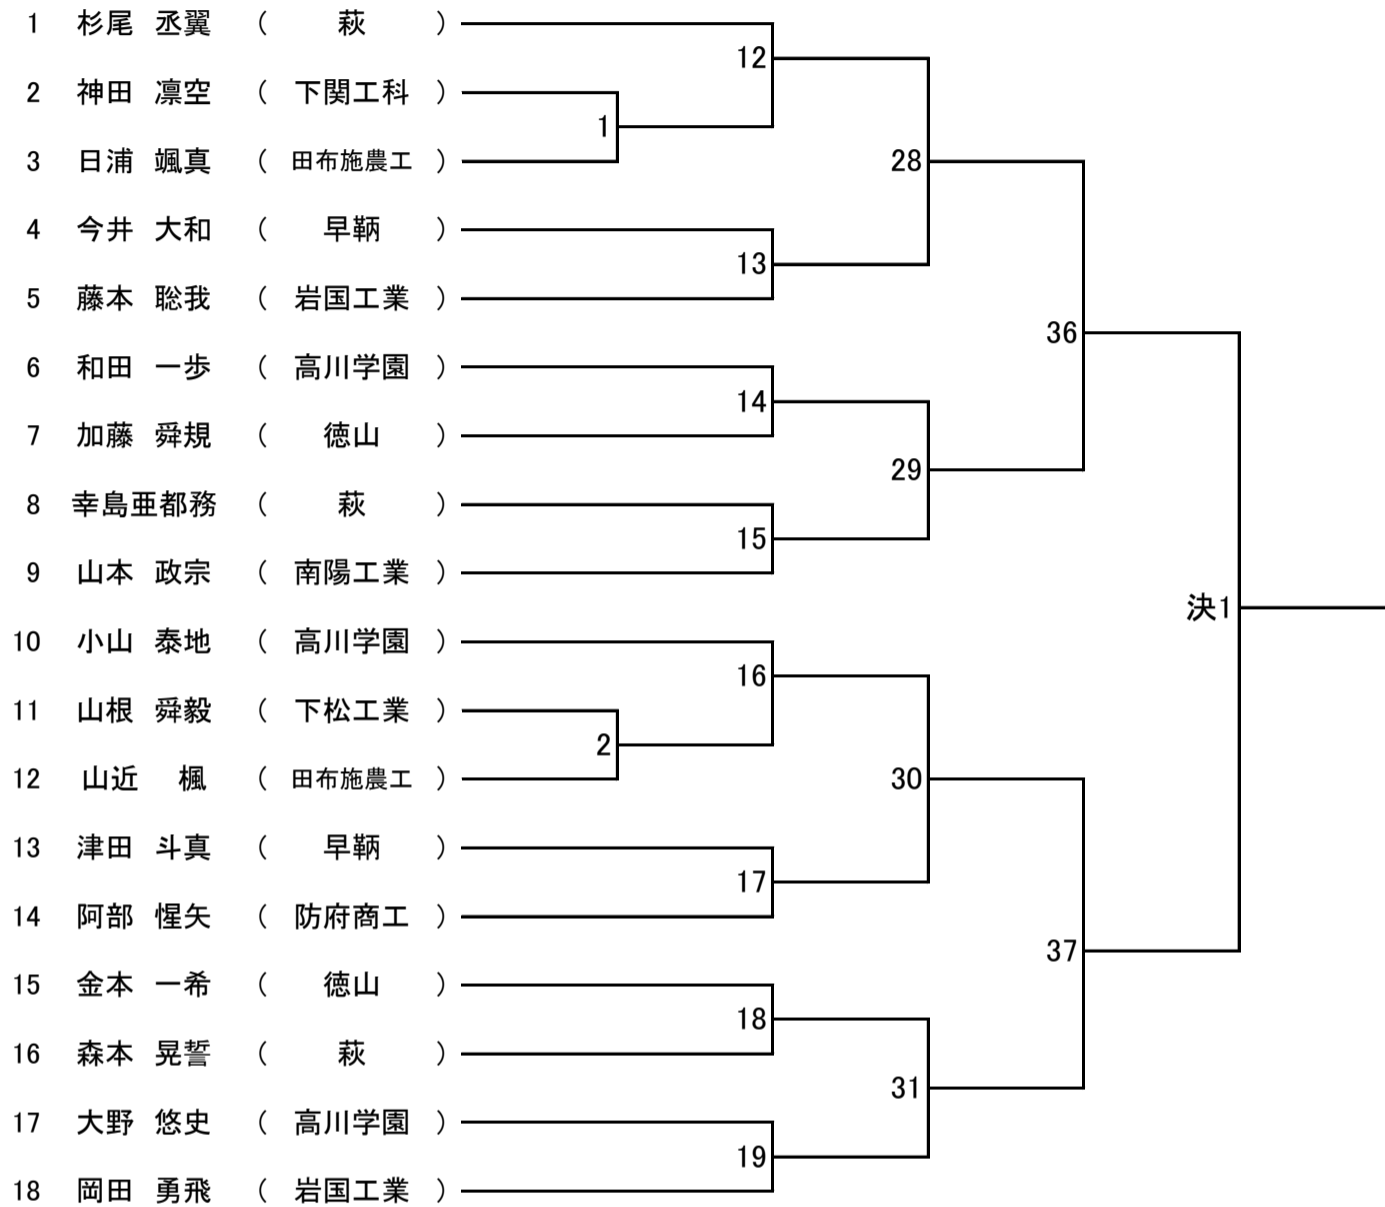 1 杉尾 丞翼 ( 萩 )
12
2 神田 凛空 ( 下関工科 )
1
3 日浦 颯真 ( 田布施農工 )
28
4 今井 大和 ( 早鞆 )
13
5 藤本 聡我 ( 岩国工業 )
36
6 和田 一歩 ( 高川学園 )
14
7 加藤 舜規 ( 徳山 )
29
8 幸島亜都務 ( 萩 )
15
9 山本 政宗 ( 南陽工業 )
決1
10 小山 泰地 ( 高川学園 )
16
11 山根 舜毅 ( 下松工業 )
2
12 山近 楓 ( 田布施農工 )
30
13 津田 斗真 ( 早鞆 )
17
14 阿部 惺矢 ( 防府商工 )
37
15 金本 一希 ( 徳山 )
18
16 森本 晃誓 ( 萩 )
31
17 大野 悠史 ( 高川学園 )
19
18 岡田 勇飛 ( 岩国工業 )